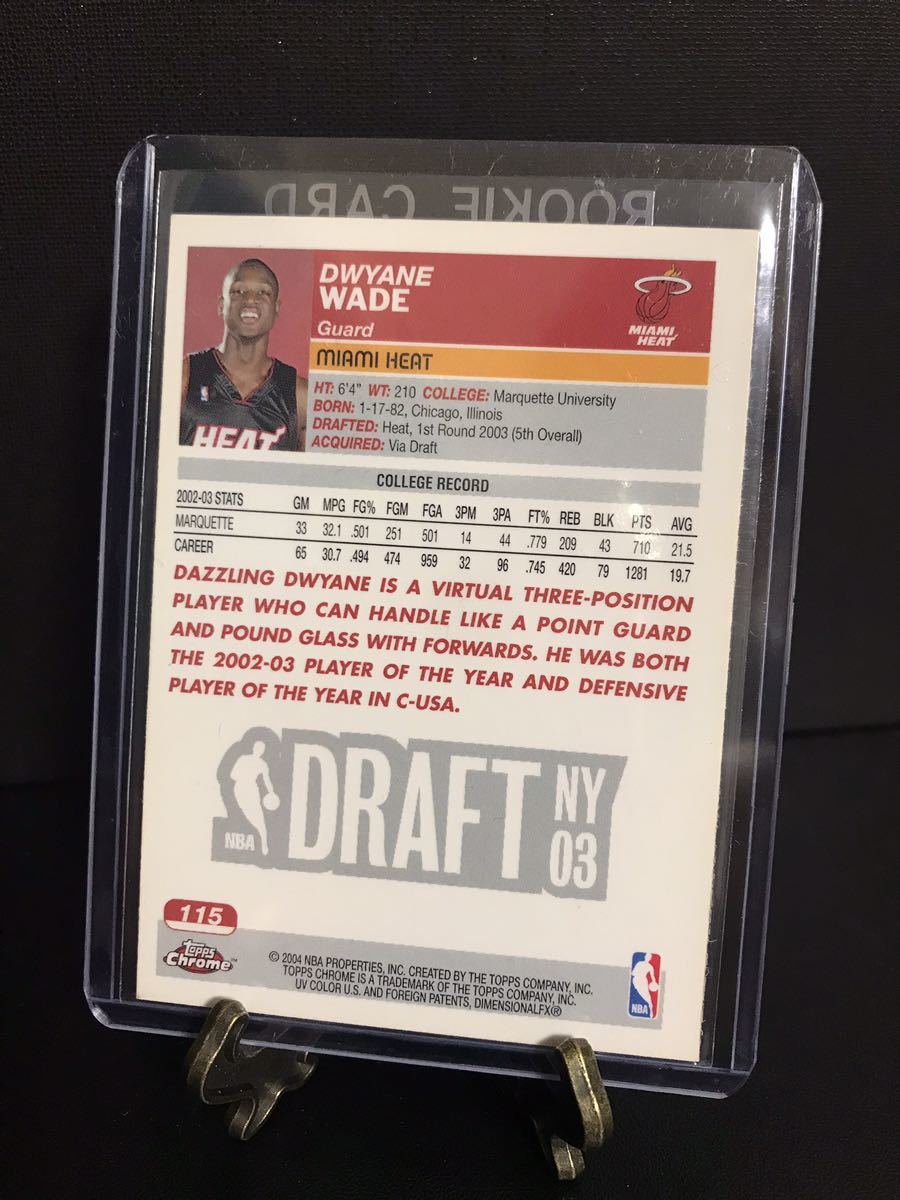 ROOKIE CARD
DWYANE
WADE
Guard
MIAMI HEAT
MIAMI
HEAT
HEAT
HT: 6'4" WT: 210 COLLEGE: Marquette University
BORN: 1-17-82, Chicago, Illinois
DRAFTED: Heat, 1st Round 2003 (5th Overall)
ACQUIRED: Via Draft
COLLEGE RECORD
2002-03 STATS GM MPG FG% FGM FGA 3PM 3PA FT% REB BLK PTS AVG
MARQUETTE 33 32.1 .501 251 501 14 44 .779 209 43 710 21.5
CAREER 65 30.7 .494 474 959 32 96 .745 420 79 1281 19.7
DAZZLING DWYANE IS A VIRTUAL THREE-POSITION
PLAYER WHO CAN HANDLE LIKE A POINT GUARD
AND POUND GLASS WITH FORWARDS. HE WAS BOTH
THE 2002-03 PLAYER OF THE YEAR AND DEFENSIVE
PLAYER OF THE YEAR IN C-USA.
NBA
DRAFT
NY
03
115
Topps
Chrome™
© 2004 NBA PROPERTIES, INC. CREATED BY THE TOPPS COMPANY, INC.
TOPPS CHROME IS A TRADEMARK OF THE TOPPS COMPANY, INC.
UV COLOR U.S. AND FOREIGN PATENTS, DIMENSIONALFX®
NBA